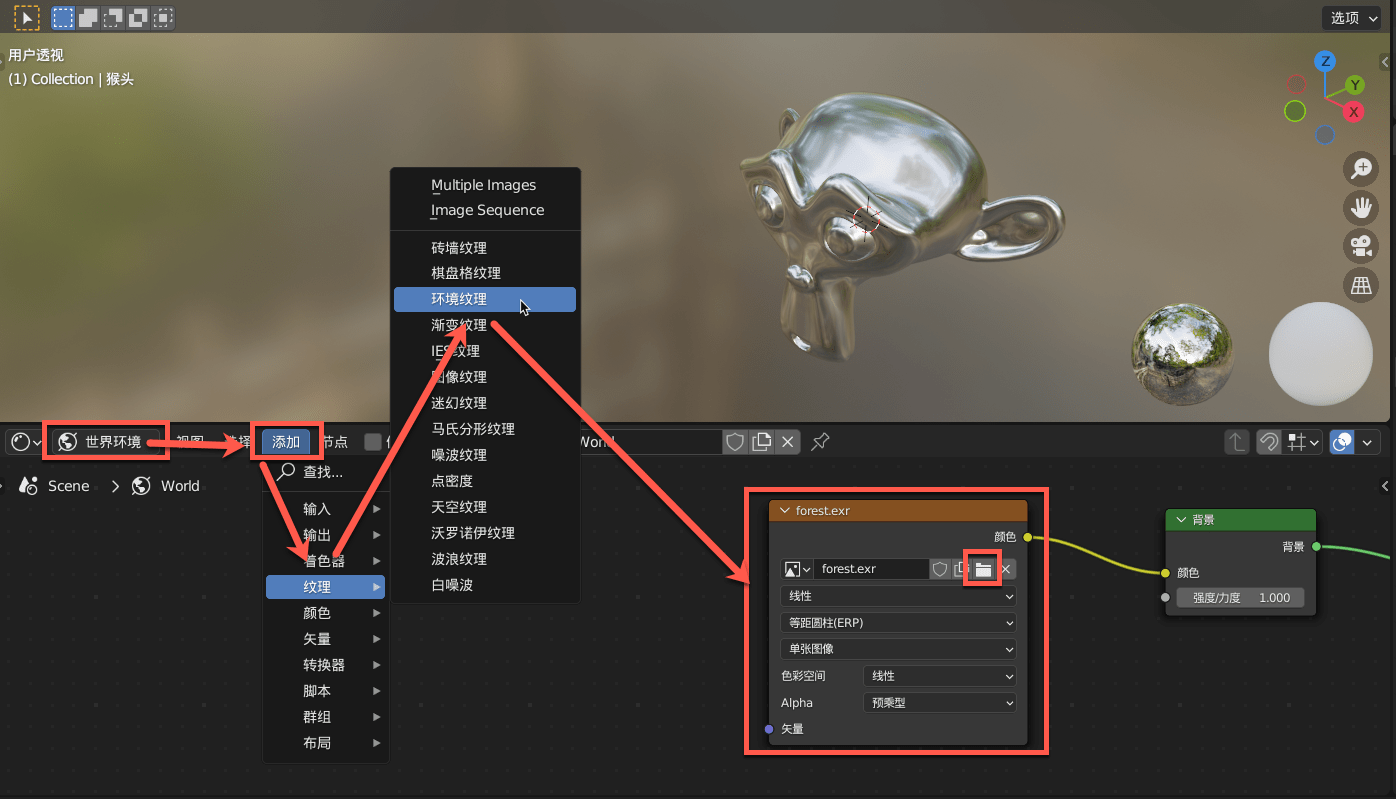 选项
用户透视
(1) Collection | 猴头
Z
Y
X
Multiple Images
Image Sequence
砖墙纹理
棋盘格纹理
环境纹理
渐变纹理
IES纹理
图像纹理
迷幻纹理
马氏分形纹理
噪波纹理
点密度
天空纹理
沃罗诺伊纹理
波浪纹理
白噪波
世界环境
视图
选择
添加
节点
World
Scene
World
查找...
输入
输出
着色器
纹理
颜色
矢量
转换器
脚本
群组
布局
forest.exr
颜色
forest.exr
线性
等距圆柱(ERP)
单张图像
色彩空间 线性
Alpha 预乘型
矢量
背景
背景
颜色
强度/力度 1.000